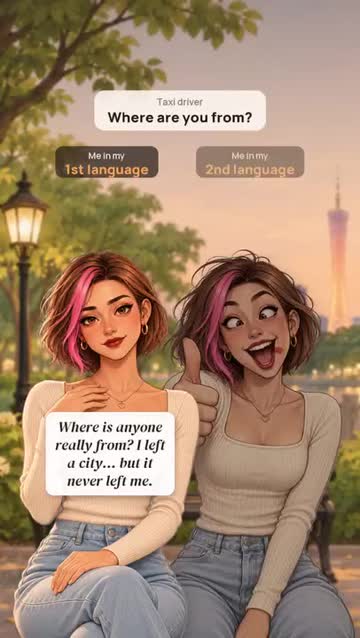 Taxi driver
Where are you from?
Me in my
1st language
Me in my
2nd language
Where is anyone
really from? I left
a city... but it
never left me.